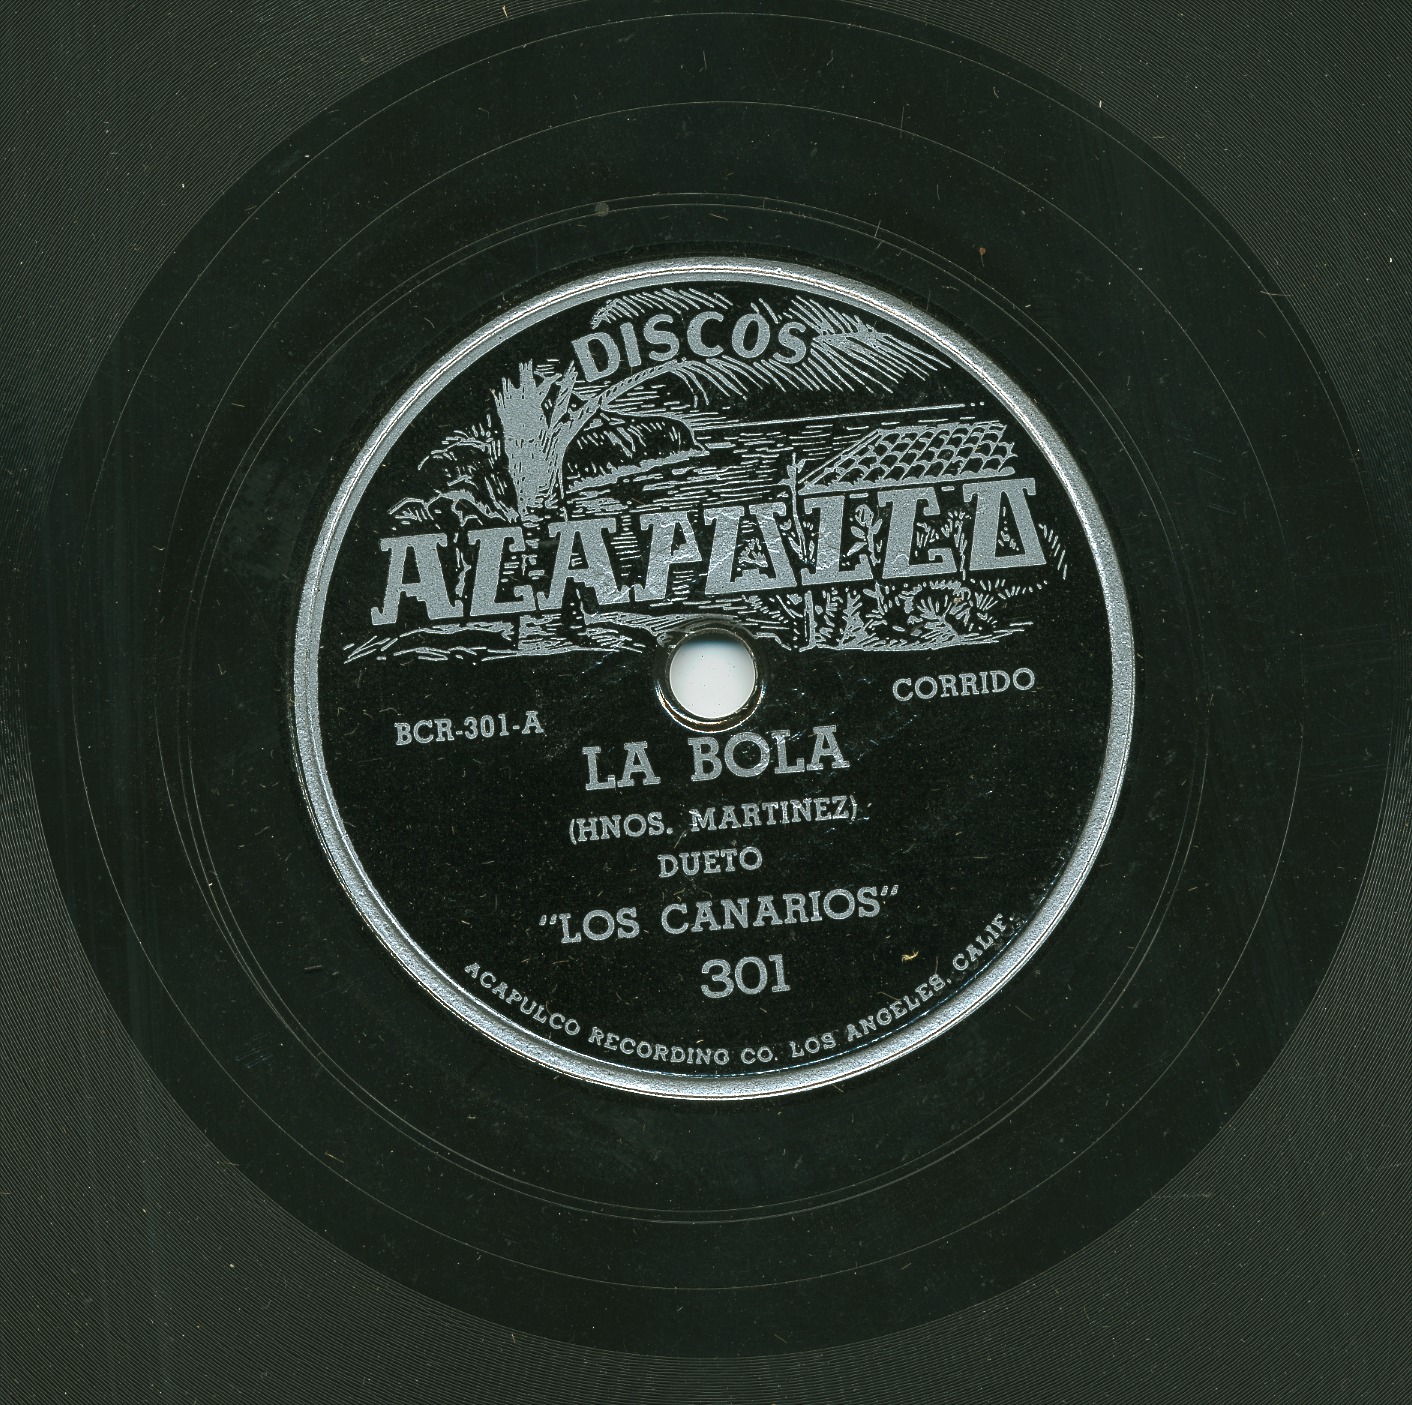 DISCOS
ACAPULCO
CORRIDO
BCR-301-A
LA BOLA
(HNOS. MARTINEZ)
DUETO
"LOS CANARIOS"
301
ACAPULCO RECORDING CO. LOS ANGELES, CALIF.